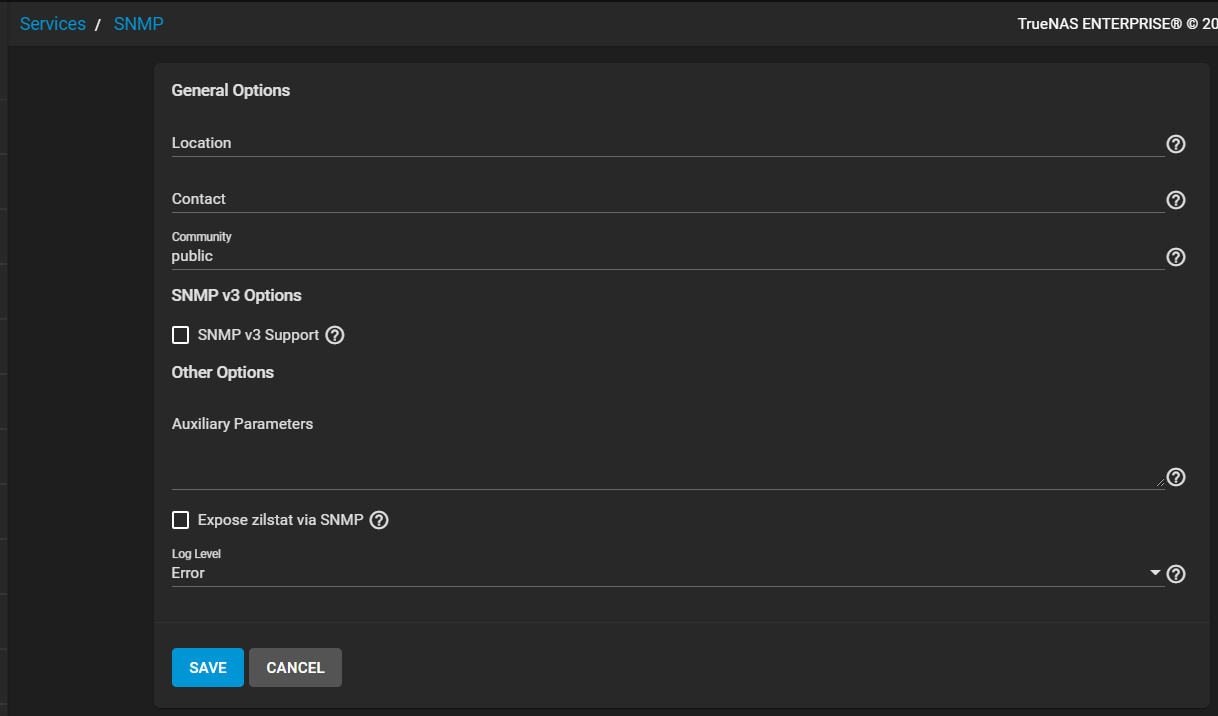 Services / SNMP
TrueNAS ENTERPRISE® © 20
General Options
Location
Contact
Community
public
SNMP v3 Options
SNMP v3 Support
Other Options
Auxiliary Parameters
Expose zilstat via SNMP
Log Level
Error
SAVE CANCEL